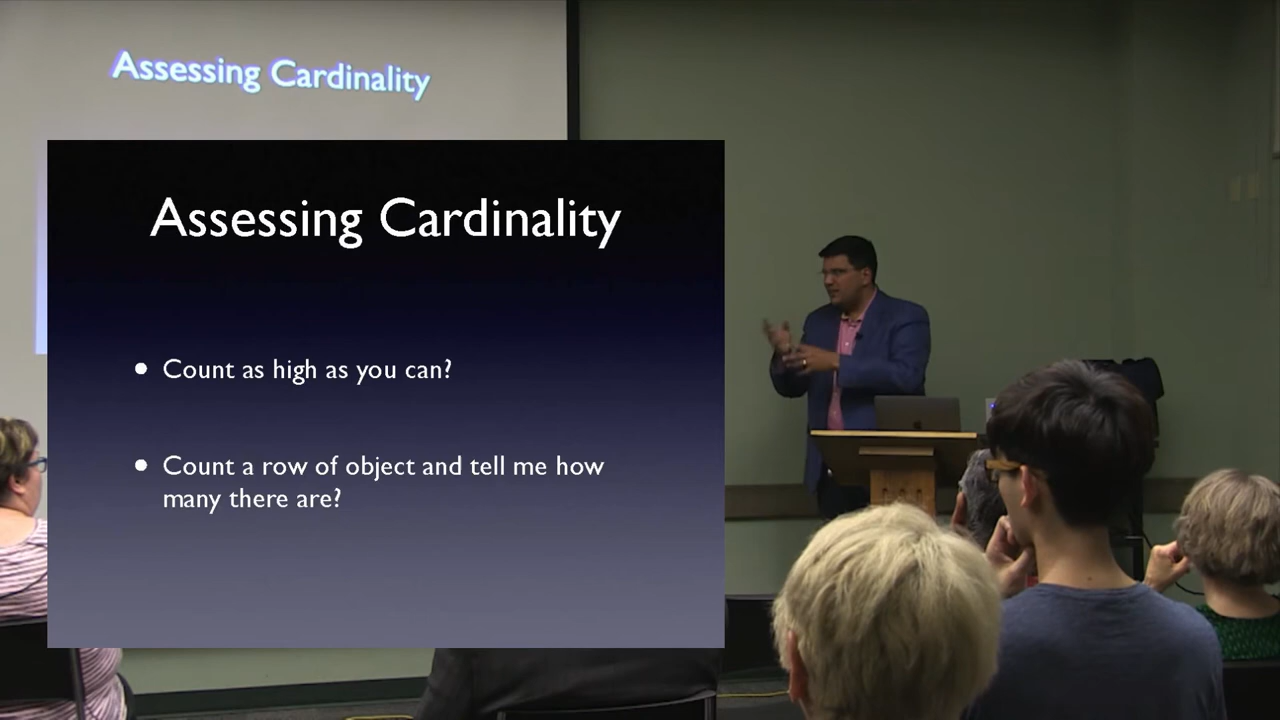 Assessing Cardinality
Assessing Cardinality
• Count as high as you can?
• Count a row of object and tell me how
many there are?